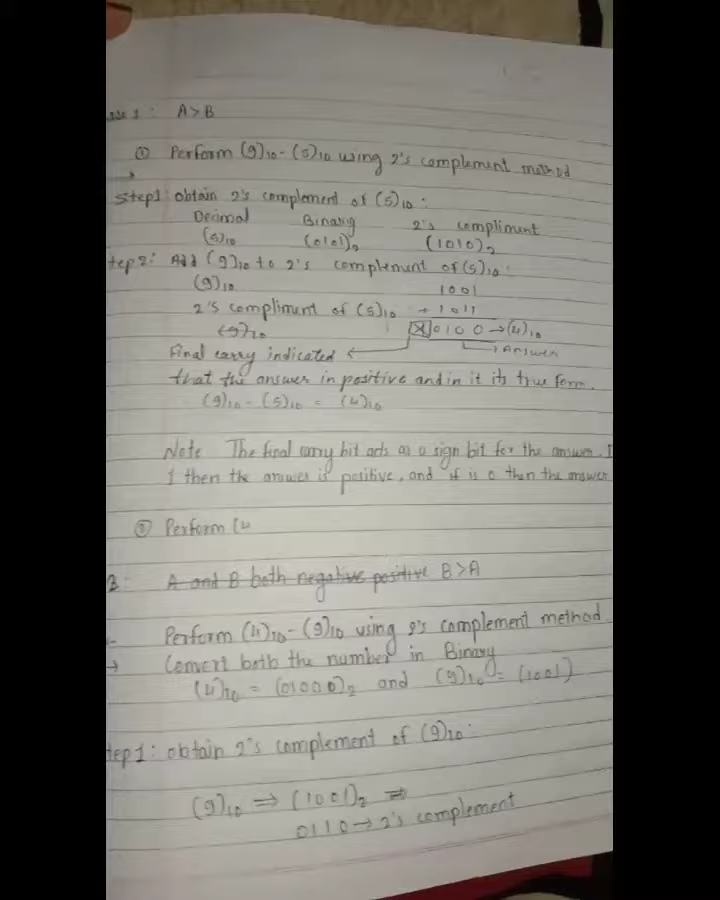 A>B
① Perform (9)10-(5)10 using 2's complement method
→
Step1: obtain 2's complement of (5)10:
Decimal Binary 2's compliment
(5)10 (0101)2 (1010)2
tep2: Add (9)10 to 2's complement of (5)10:
(9)10 1001
2's compliment of (5)10 + 1011
0100 → (4)10
Final carry indicated ← → Answer
that the answer in positive and in it its true form.
(9)10 - (5)10 = (4)10
Note The final carry bit acts as a sign bit for the answer. I
1 then the answer is positive, and if is 0 then the answer
② Perform (4
A and B both negative positive B>A
Perform (4)10-(9)10 using 2's complement method
→ Convert both the number in Binary
(4)10 = (01000)2 and (9)10 = (1001)
tep1: obtain 2's complement of (9)10:
(9)10 ⇒ (1001)2 ⇒
0110 → 2's complement